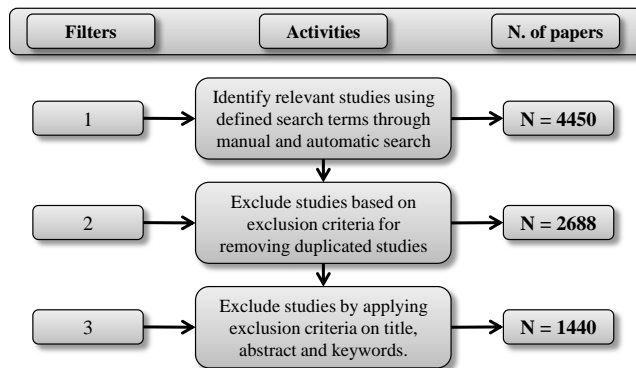 Filters Activities N. of papers
1
Identify relevant studies using
defined search terms through
manual and automatic search
N = 4450
2
Exclude studies based on
exclusion criteria for
removing duplicated studies
N = 2688
3
Exclude studies by applying
exclusion criteria on title,
abstract and keywords.
N = 1440